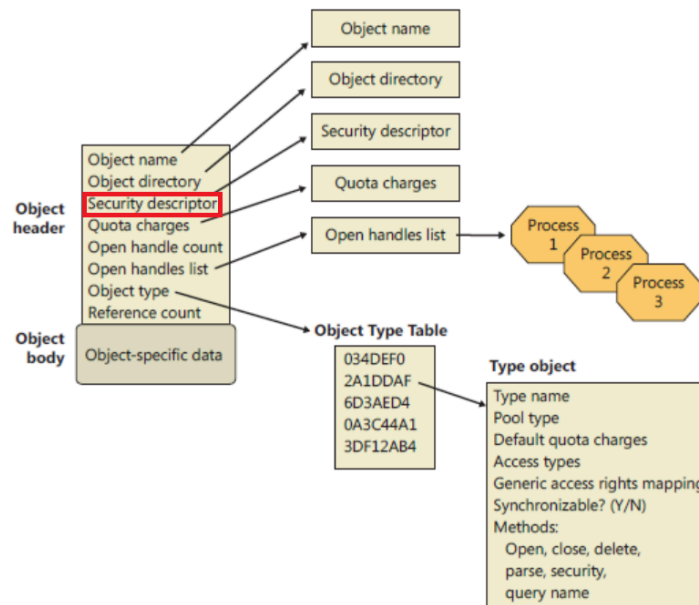 Object name
Object directory
Security descriptor
Quota charges
Open handles list
Process
1
Process
2
Process
3
Object
header
Object name
Object directory
Security descriptor
Quota charges
Open handle count
Open handles list
Object type
Reference count
Object
body
Object-specific data
Object Type Table
034DEF0
2A1DDAF
6D3AED4
0A3C44A1
3DF12AB4
Type object
Type name
Pool type
Default quota charges
Access types
Generic access rights mapping
Synchronizable? (Y/N)
Methods:
Open, close, delete,
parse, security,
query name